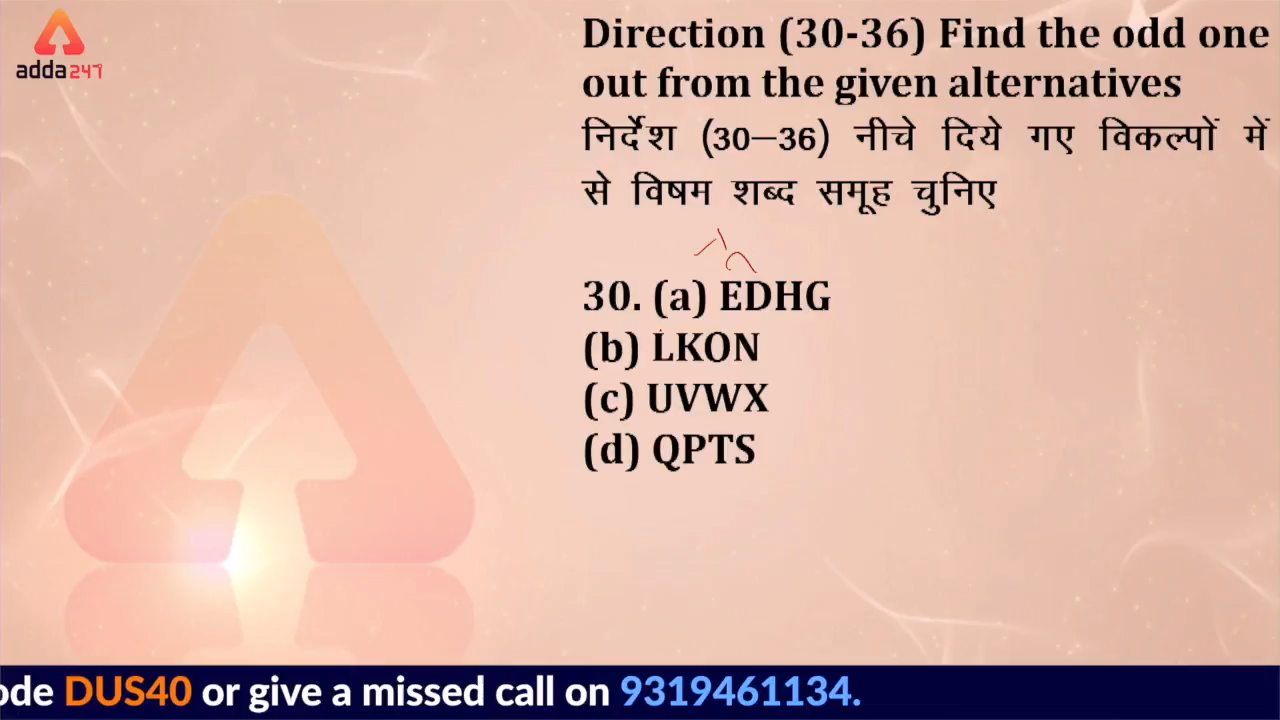 adda247
Direction (30-36) Find the odd one
out from the given alternatives
निर्देश (30–36) नीचे दिये गए विकल्पों में
से विषम शब्द समूह चुनिए
30. (a) EDHG
(b) LKON
(c) UVWX
(d) QPTS
ode DUS40 or give a missed call on 9319461134.